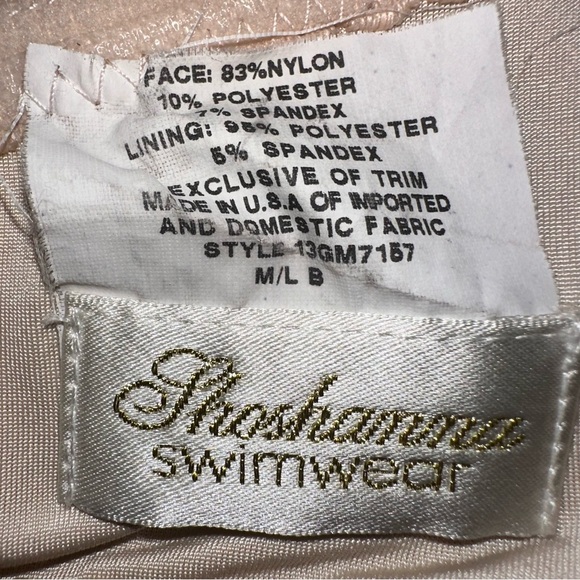 FACE: 83%NYLON
10% POLYESTER
7% SPANDEX
LINING: 95% POLYESTER
5% SPANDEX
EXCLUSIVE OF TRIM
MADE IN U.S.A OF IMPORTED
AND DOMESTIC FABRIC
STYLE 13GM7157
M/L B
Shoshanna
swimwear